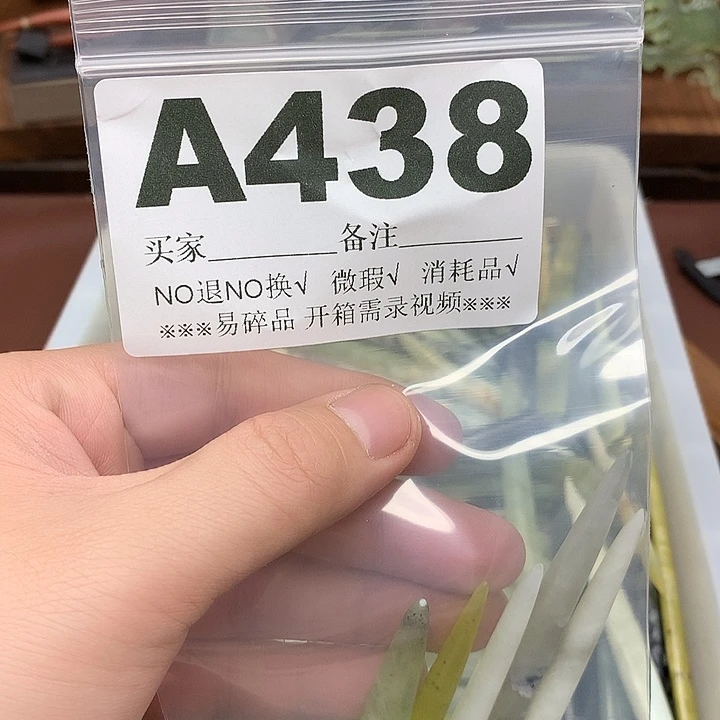 A438
买家________备注________
NO退NO换√ 微瑕√ 消耗品√
※※※易碎品 开箱需录视频※※※